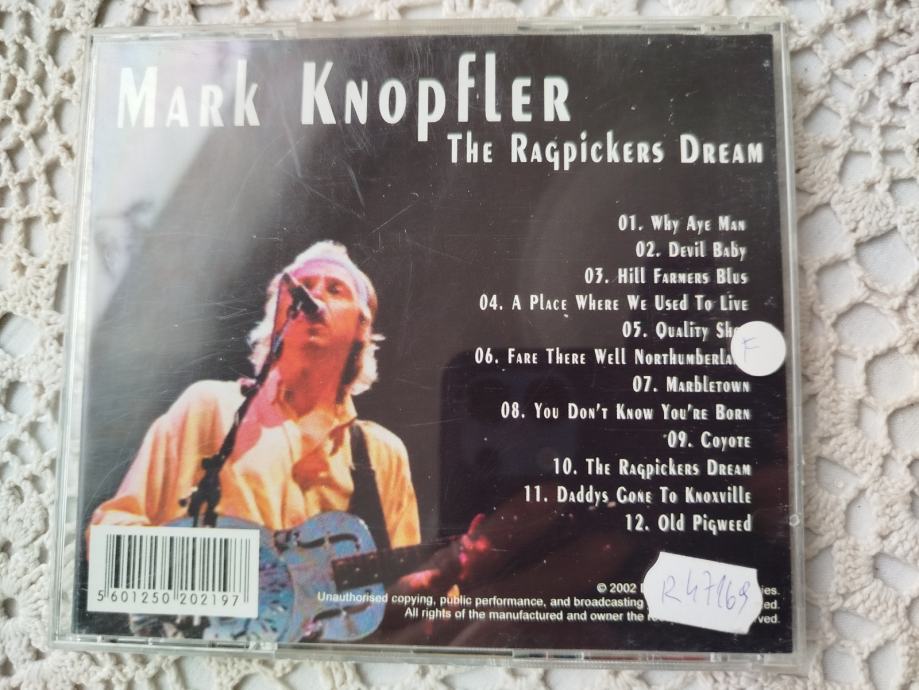 Mark Knopfler
The Ragpickers Dream
01. Why Aye Man
02. Devil Baby
03. Hill Farmers Blus
04. A Place Where We Used To Live
05. Quality
F
06. Fare There Well
07. Marbletown
08. You Don't Know You're Born
09. Coyote
10. The Ragpickers Dream
11. Daddys Gone To Knoxville
12. Old Pigweed
5 601250 202197
© 2002
Unauthorised copying, public performance, and broadcasting
All rights of the manufactured and owner the
R47169